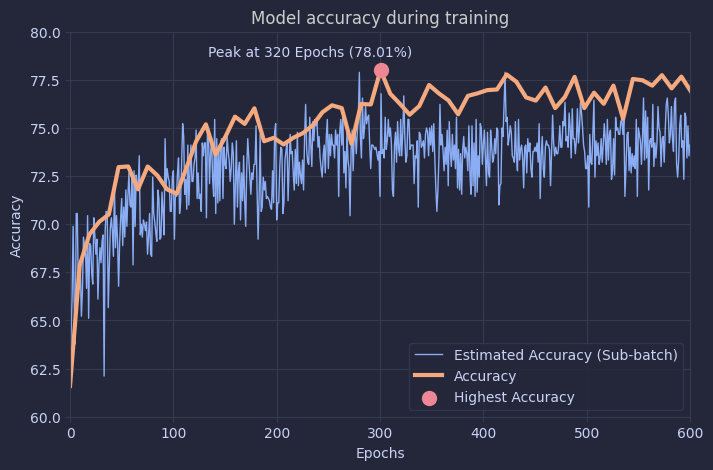 Model accuracy during training
Peak at 320 Epochs (78.01%)
80.0
77.5
75.0
72.5
70.0
67.5
65.0
62.5
60.0
Accuracy
Estimated Accuracy (Sub-batch)
Accuracy
Highest Accuracy
0 100 200 300 400 500 600
Epochs